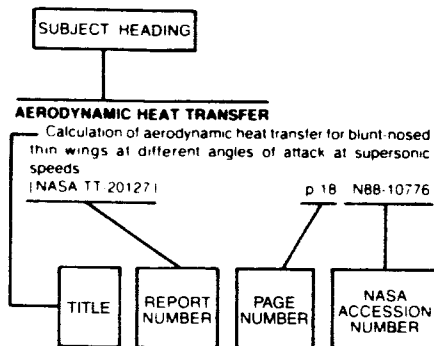 SUBJECT HEADING
AERODYNAMIC HEAT TRANSFER
Calculation of aerodynamic heat transfer for blunt-nosed
thin wings at different angles of attack at supersonic
speeds
[NASA TT-20127] p 18 N88-10776
TITLE
REPORT
NUMBER
PAGE
NUMBER
NASA
ACCESSION
NUMBER